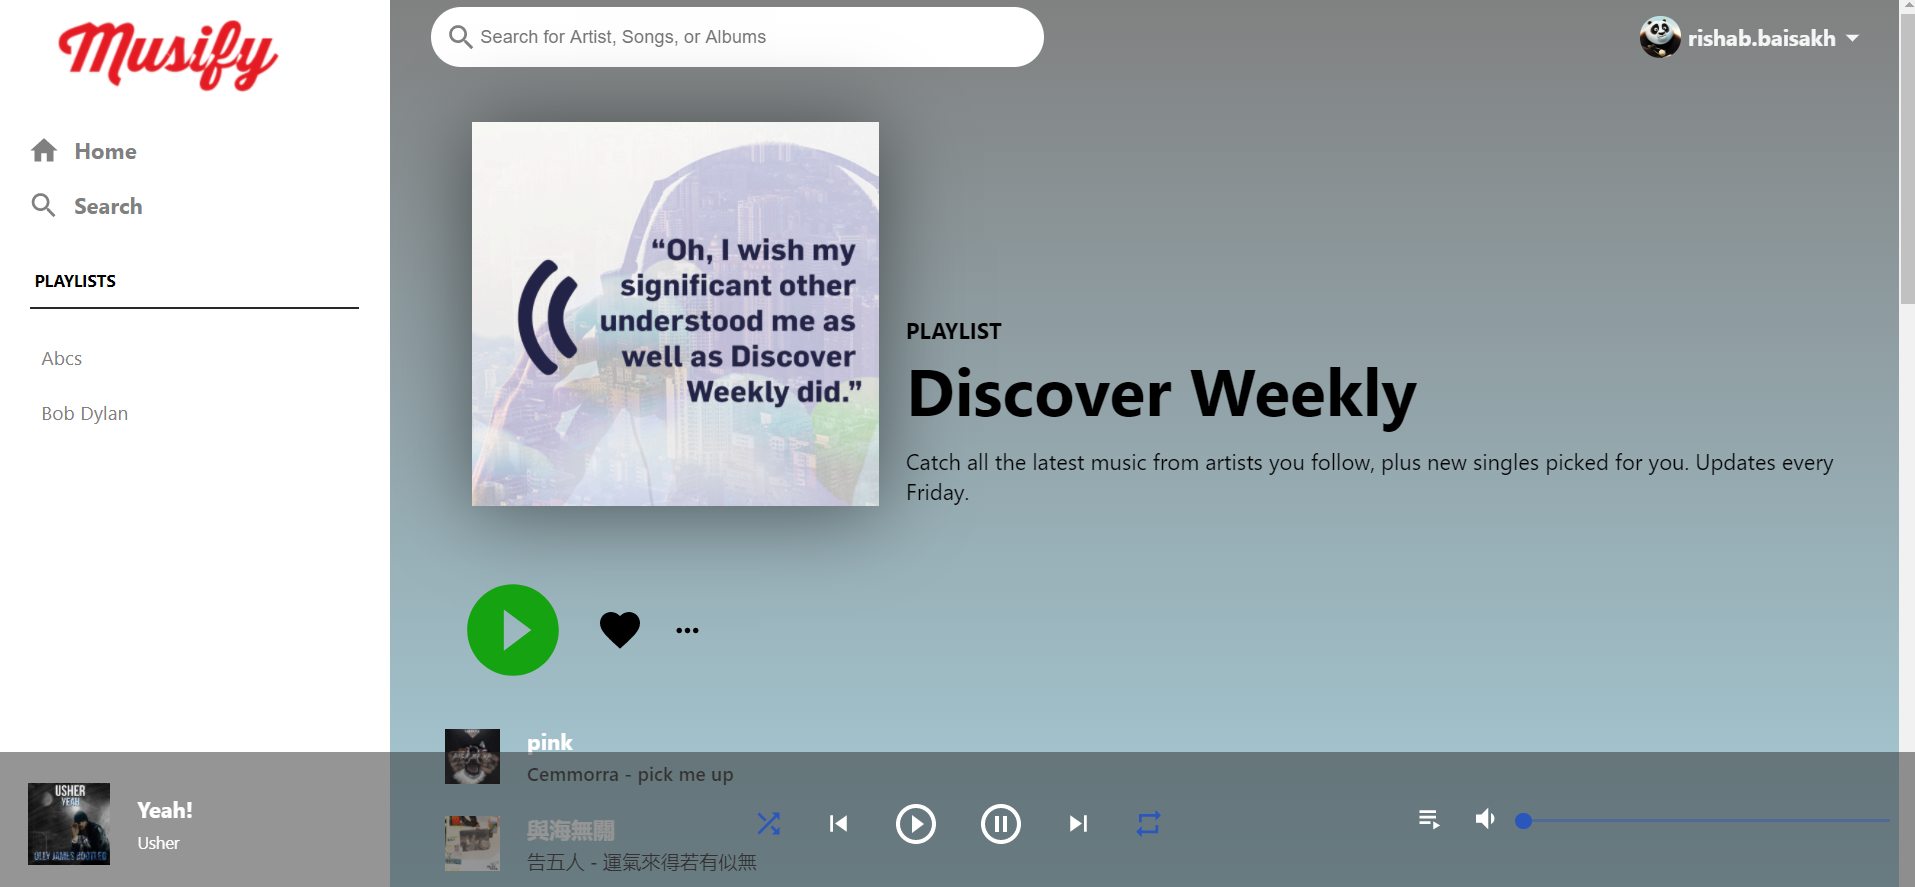 Musify
Home
Search
PLAYLISTS
Abcs
Bob Dylan
Search for Artist, Songs, or Albums
rishab.baisakh
“Oh, I wish my
significant other
understood me as
well as Discover
Weekly did.”
PLAYLIST
Discover Weekly
Catch all the latest music from artists you follow, plus new singles picked for you. Updates every
Friday.
pink
Cemmorra - pick me up
與海無關
告五人 - 運氣來得若有似無
USHER
YEAH
OLLY JAMES BOOTLEG
Yeah!
Usher